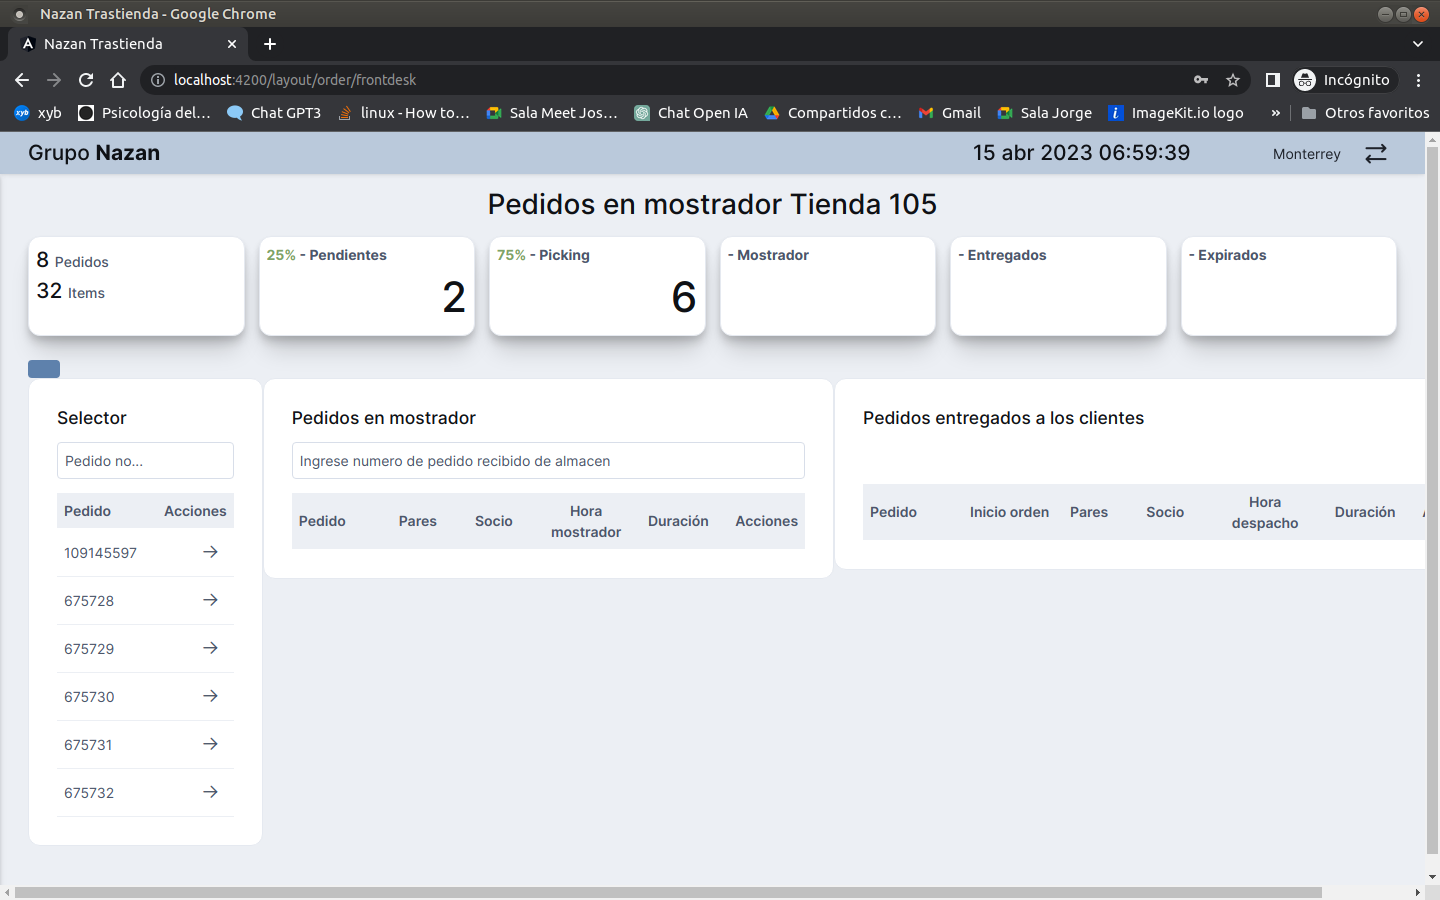 Nazan Trastienda - Google Chrome
Nazan Trastienda
localhost:4200/layout/order/frontdesk
Incógnito
xyb
Psicología del...
Chat GPT3
linux - How to...
Sala Meet Jos...
Chat Open IA
Compartidos c...
Gmail
Sala Jorge
ImageKit.io logo
»
Otros favoritos
Grupo Nazan
15 abr 2023 06:59:39
Monterrey
Pedidos en mostrador Tienda 105
8 Pedidos
32 Items
25% - Pendientes
2
75% - Picking
6
- Mostrador
- Entregados
- Expirados
Selector
Pedido no...
Pedido Acciones
109145597
675728
675729
675730
675731
675732
Pedidos en mostrador
Ingrese numero de pedido recibido de almacen
Pedido Pares Socio Hora mostrador Duración Acciones
Pedidos entregados a los clientes
Pedido Inicio orden Pares Socio Hora despacho Duración